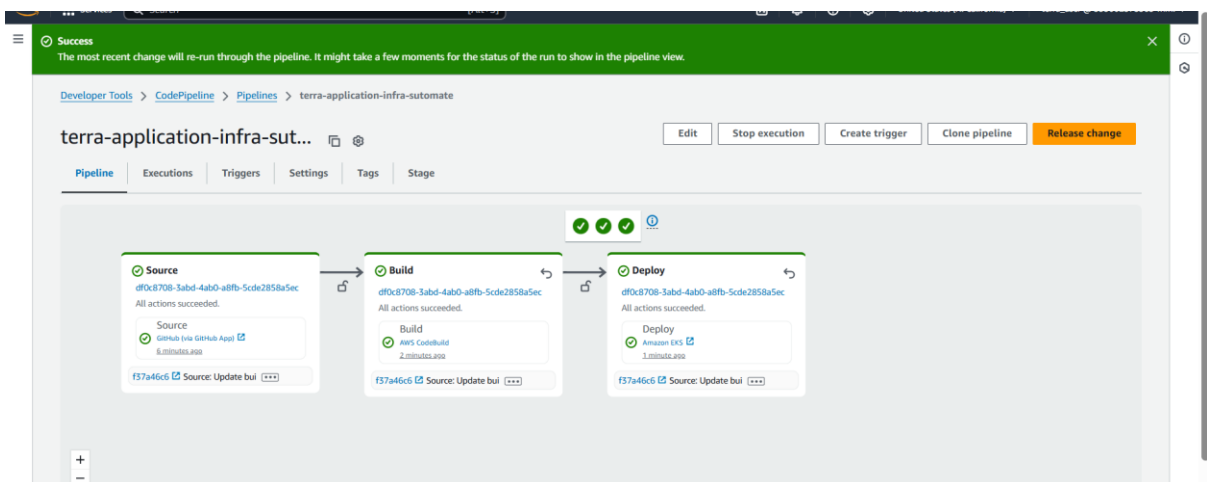 Success
The most recent change will re-run through the pipeline. It might take a few moments for the status of the run to show in the pipeline view.
Developer Tools > CodePipeline > Pipelines > terra-application-infra-sutomate
terra-application-infra-sut...
Edit
Stop execution
Create trigger
Clone pipeline
Release change
Pipeline
Executions
Triggers
Settings
Tags
Stage
Source
df0c8708-3abd-4ab0-a8fb-5cde2858a5ec
All actions succeeded.
Source
GitHub (via GitHub App)
6 minutes ago
f37a46c6 Source: Update bui
Build
df0c8708-3abd-4ab0-a8fb-5cde2858a5ec
All actions succeeded.
Build
AWS CodeBuild
2 minutes ago
f37a46c6 Source: Update bui
Deploy
df0c8708-3abd-4ab0-a8fb-5cde2858a5ec
All actions succeeded.
Deploy
Amazon EKS
1 minute ago
f37a46c6 Source: Update bui